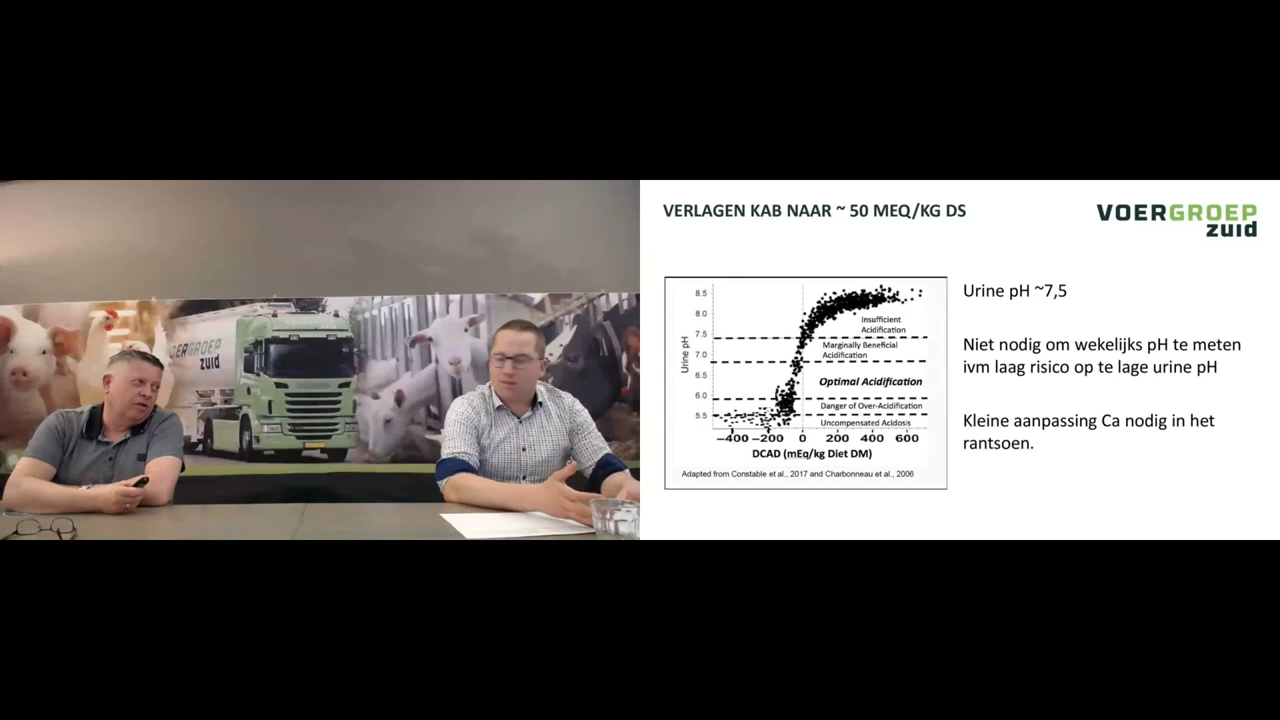 VOERGROEP
zuid
VERLAGEN KAB NAAR ~ 50 MEQ/KG DS
VOERGROEP
zuid
8.5
8.0
7.5
7.0
6.5
6.0
5.5
Urine pH
Insufficient
Acidification
Marginally Beneficial
Acidification
Optimal Acidification
Danger of Over-Acidification
Uncompensated Acidosis
-400 -200 0 200 400 600
DCAD (mEq/kg Diet DM)
Adapted from Constable et al., 2017 and Charbonneau et al., 2006
Urine pH ~7,5
Niet nodig om wekelijks pH te meten
ivm laag risico op te lage urine pH
Kleine aanpassing Ca nodig in het
rantsoen.